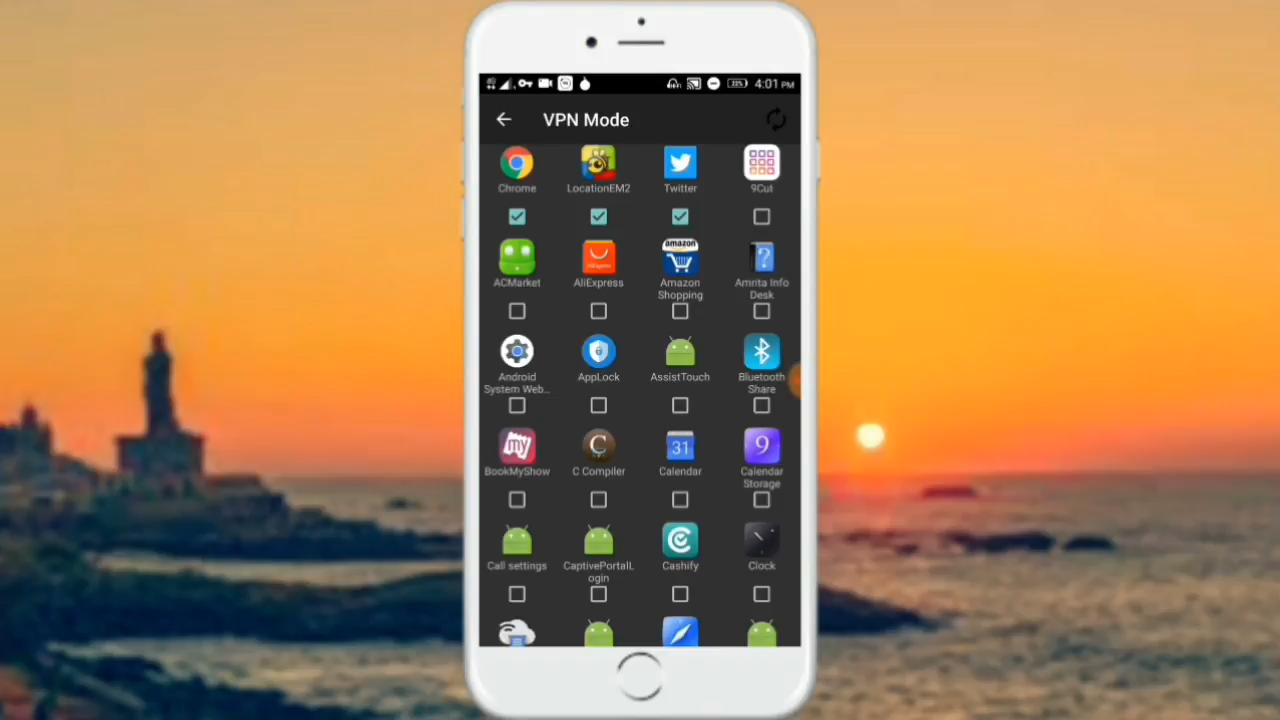 4:01 PM
VPN Mode
Chrome
LocationEM2
Twitter
9Cut
ACMarket
AliExpress
amazon
Amazon
Shopping
Amrita Info
Desk
Android
System Web...
AppLock
AssistTouch
Bluetooth
Share
my
C
31
9
BookMyShow
C Compiler
Calendar
Calendar
Storage
Call settings
CaptivePortalL
ogin
Cashify
Clock